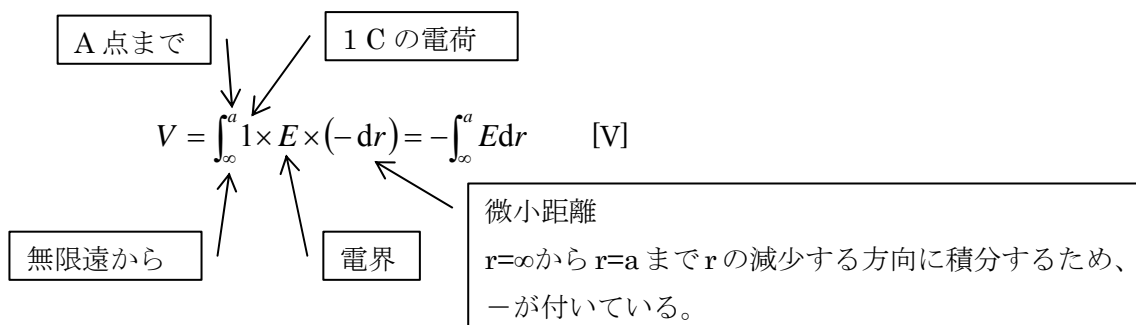 A 点まで
1 C の電荷
V = ∫_∞^a 1 × E × (− dr) = −∫_∞^a Edr [V]
無限遠から
電界
微小距離
r=∞から r=a まで r の減少する方向に積分するため、
－が付いている。